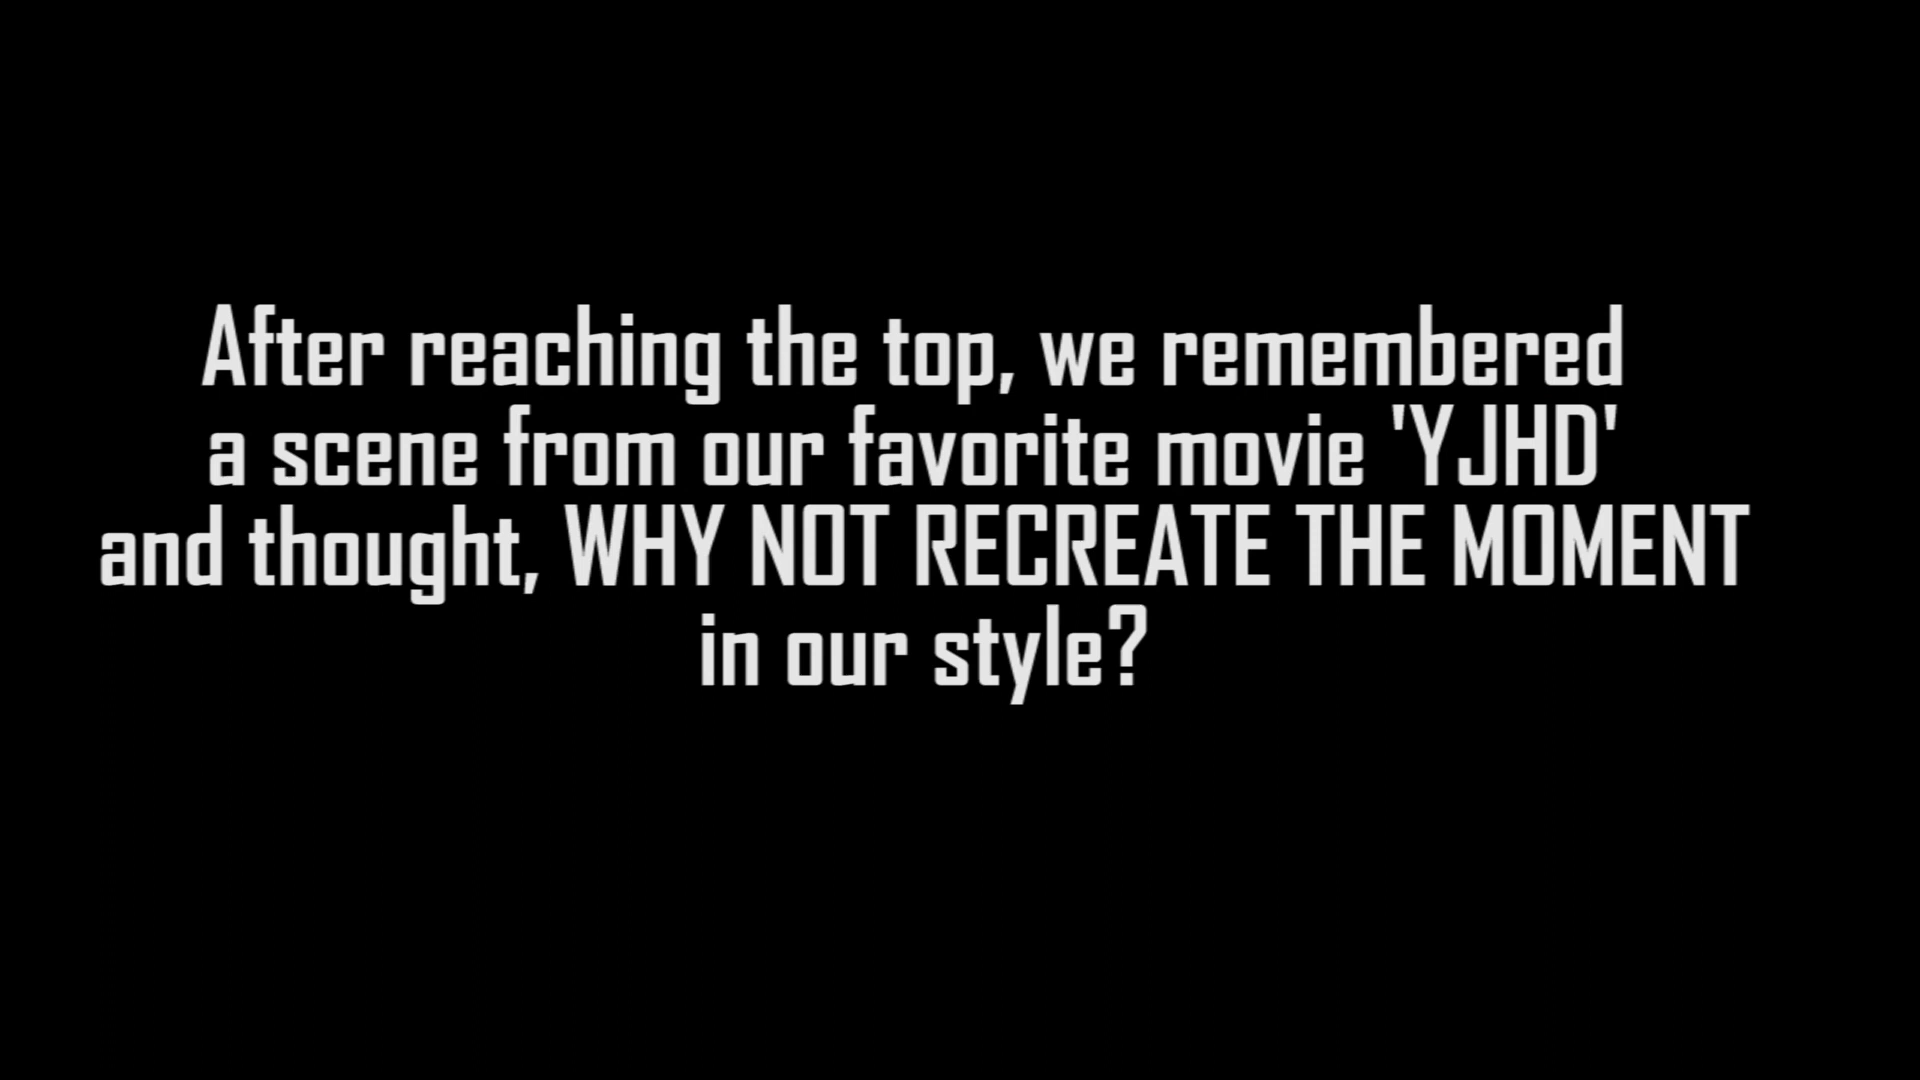 After reaching the top, we remembered
a scene from our favorite movie 'YJHD'
and thought, WHY NOT RECREATE THE MOMENT
in our style?